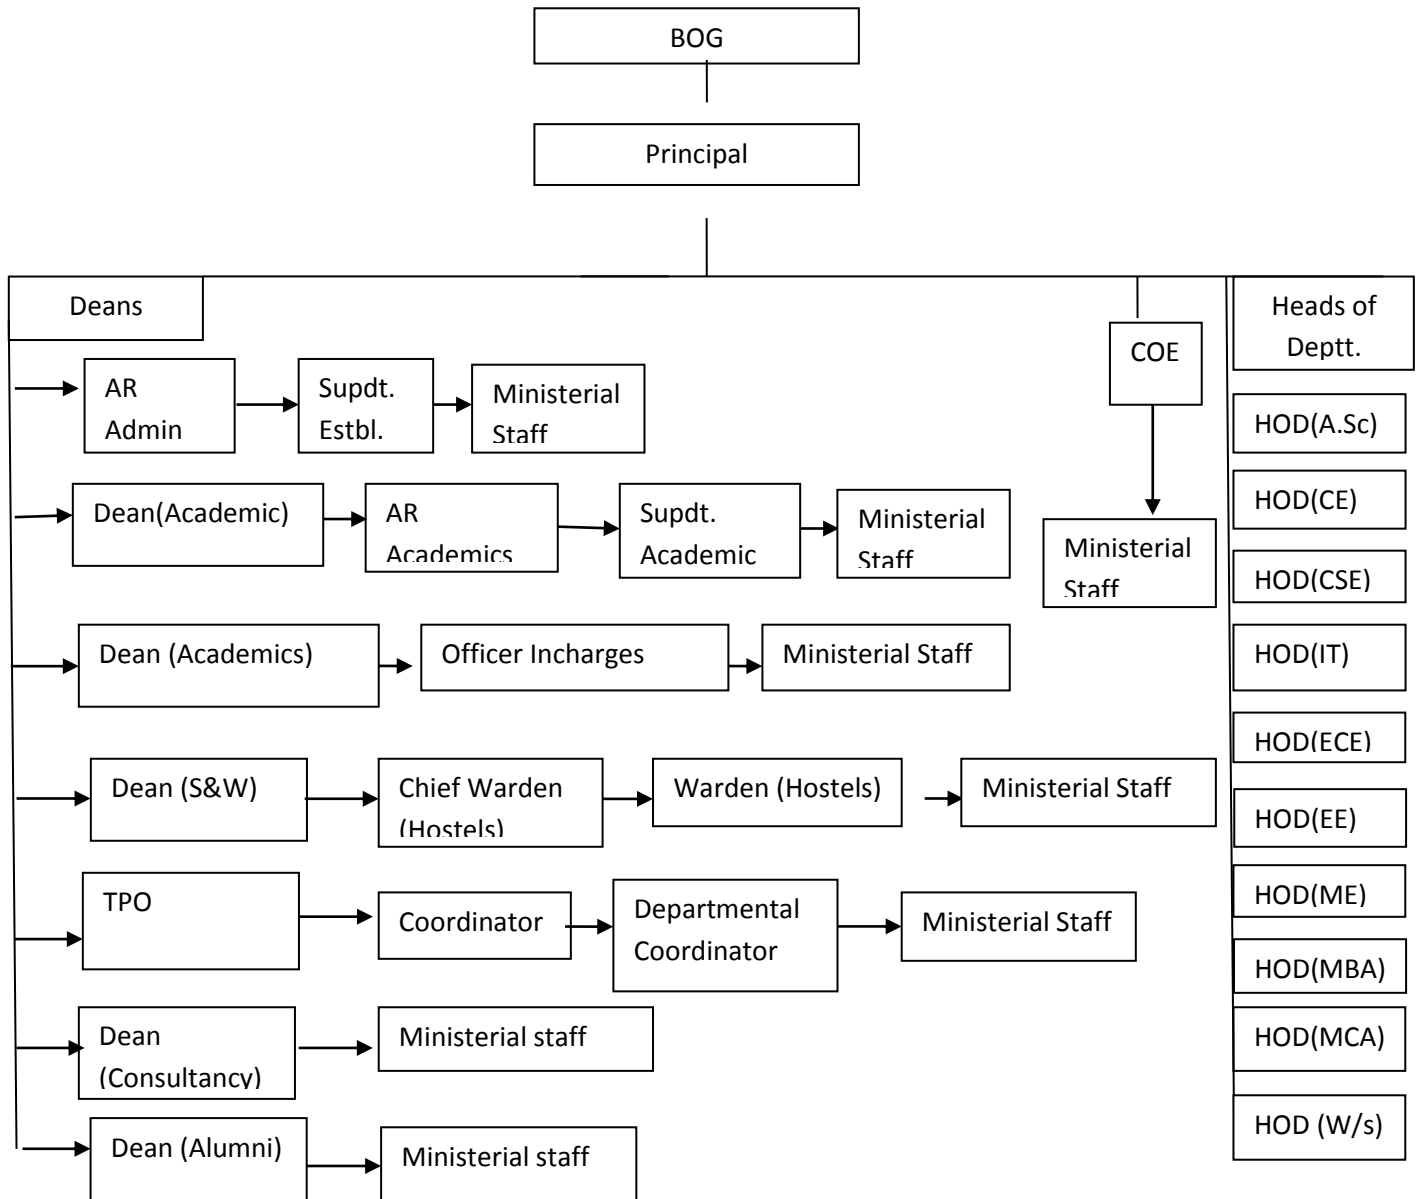 BOG
Principal
Deans
Heads of
Deptt.
COE
AR
Admin
Supdt.
Estbl.
Ministerial
Staff
HOD(A.Sc)
Dean(Academic)
AR
Academics
Supdt.
Academic
Ministerial
Staff
Ministerial
Staff
HOD(CE)
HOD(CSE)
Dean (Academics)
Officer Incharges
Ministerial Staff
HOD(IT)
HOD(ECE)
Dean (S&W)
Chief Warden
(Hostels)
Warden (Hostels)
Ministerial Staff
HOD(EE)
TPO
Coordinator
Departmental
Coordinator
Ministerial Staff
HOD(ME)
HOD(MBA)
Dean
(Consultancy)
Ministerial staff
HOD(MCA)
Dean (Alumni)
Ministerial staff
HOD (W/s)